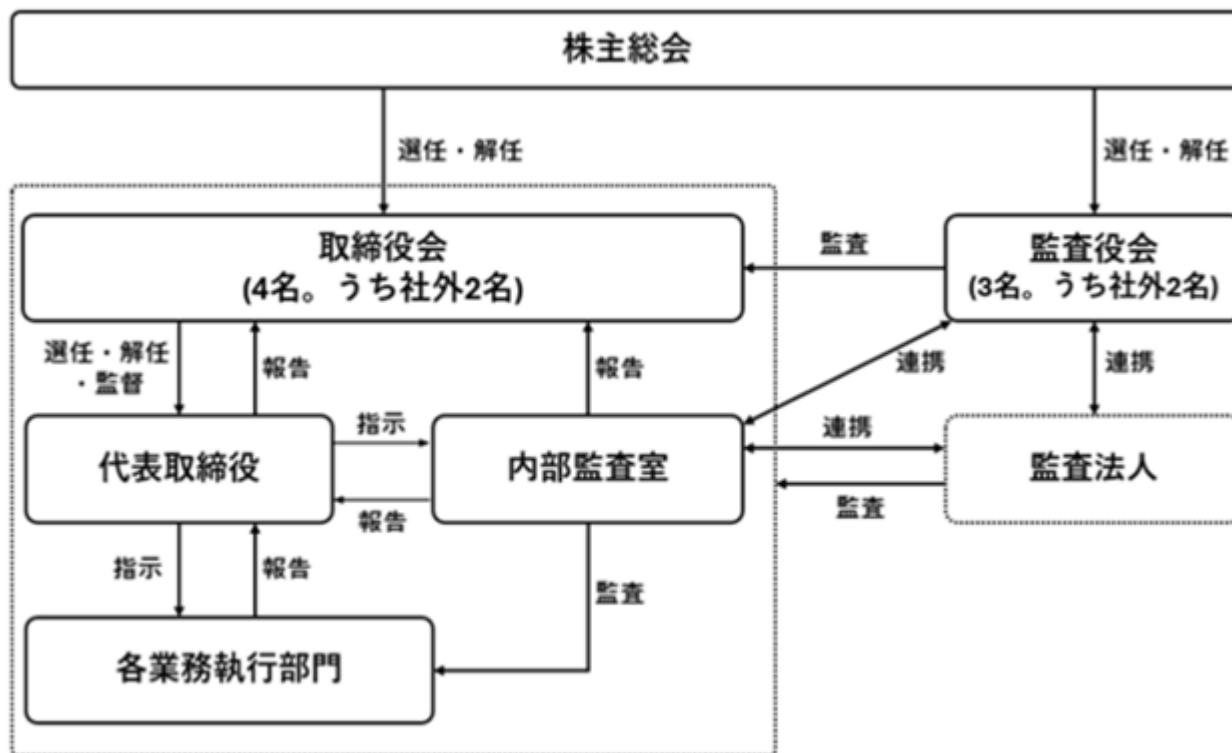 株主総会
選任・解任
選任・解任
取締役会
(4名。うち社外2名)
監査
監査役会
(3名。うち社外2名)
選任・解任
・監督
報告
報告
連携
連携
代表取締役
指示
報告
内部監査室
連携
監査
監査法人
指示
報告
監査
各業務執行部門